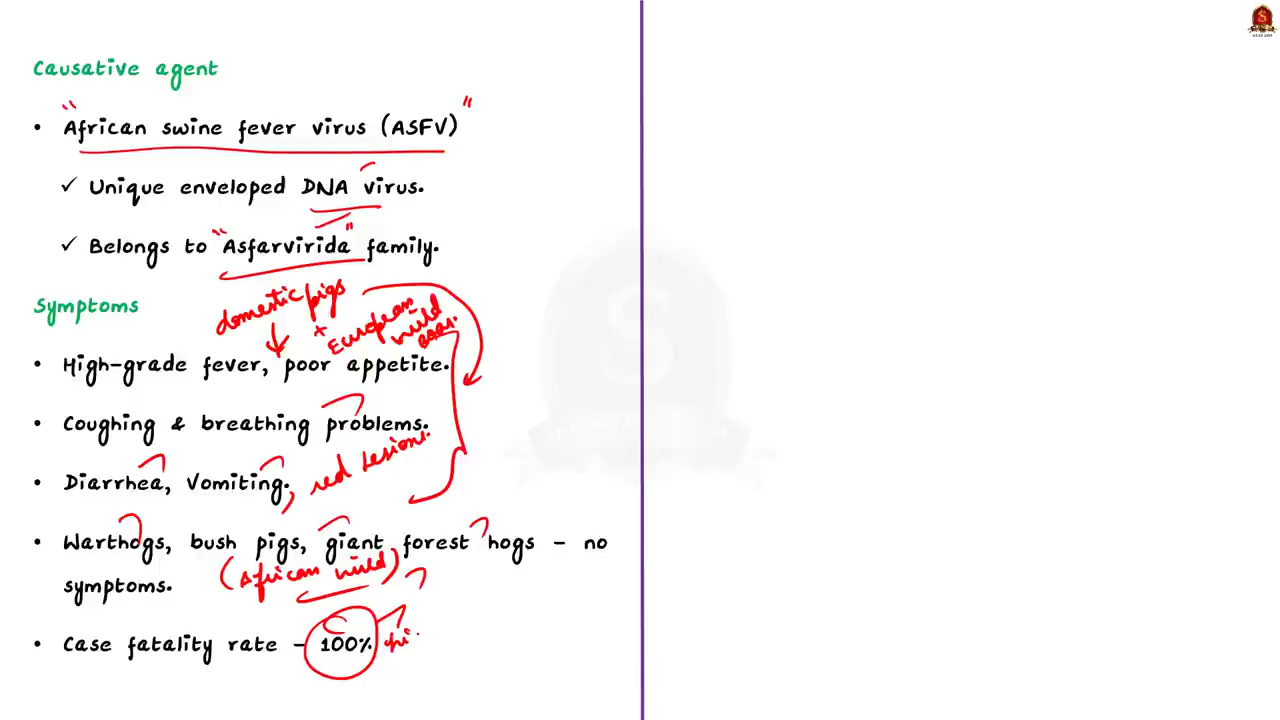 Causative agent
• "African swine fever virus (ASFV)"
✓ Unique enveloped DNA virus.
✓ Belongs to "Asfarvirida" family.
domestic pigs
+ European
wild
boar.
Symptoms
• High-grade fever, poor appetite.
• Coughing & breathing problems.
• Diarrhea, Vomiting, red lesions.
• Warthogs, bush pigs, giant forest hogs - no
symptoms. (African wild)
• Case fatality rate - 100%